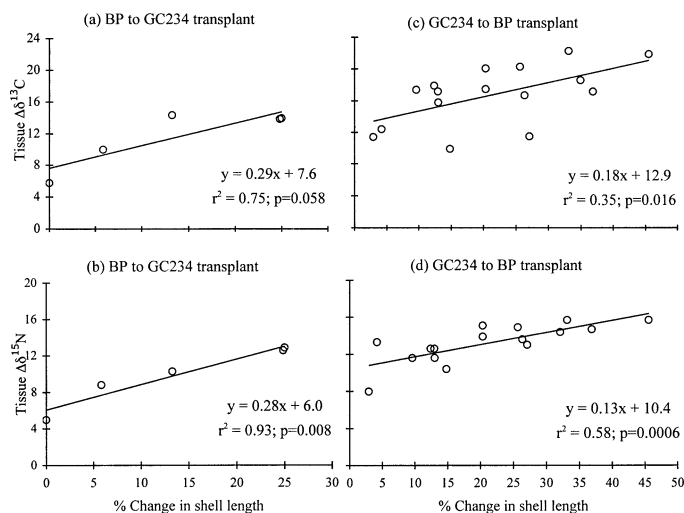 (a) BP to GC234 transplant
24
20
16
12
8
4
0
Tissue Δδ¹³C
y = 0.29x + 7.6
r² = 0.75; p=0.058
(c) GC234 to BP transplant
y = 0.18x + 12.9
r² = 0.35; p=0.016
(b) BP to GC234 transplant
20
16
12
8
4
0
Tissue Δδ¹⁵N
y = 0.28x + 6.0
r² = 0.93; p=0.008
0 5 10 15 20 25 30
% Change in shell length
(d) GC234 to BP transplant
y = 0.13x + 10.4
r² = 0.58; p=0.0006
0 5 10 15 20 25 30 35 40 45 50
% Change in shell length